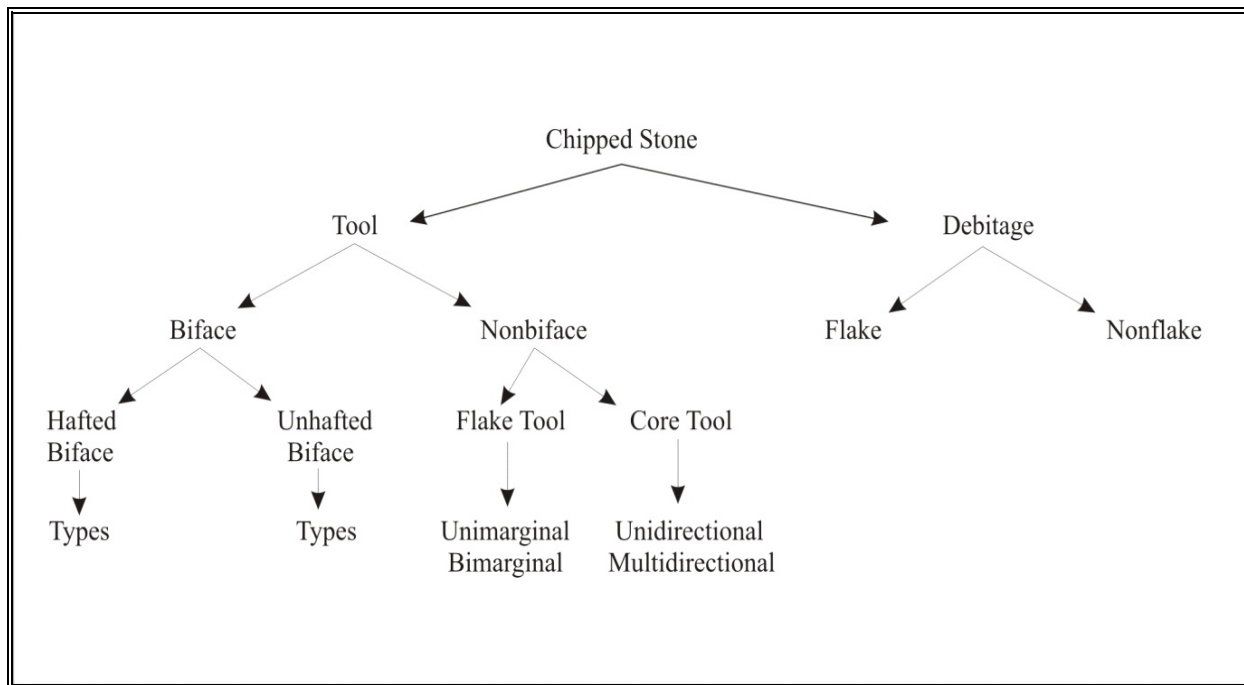 Chipped Stone
Tool
Debitage
Biface
Nonbiface
Flake
Nonflake
Hafted
Biface
Unhafted
Biface
Flake Tool
Core Tool
Types
Types
Unimarginal
Bimarginal
Unidirectional
Multidirectional